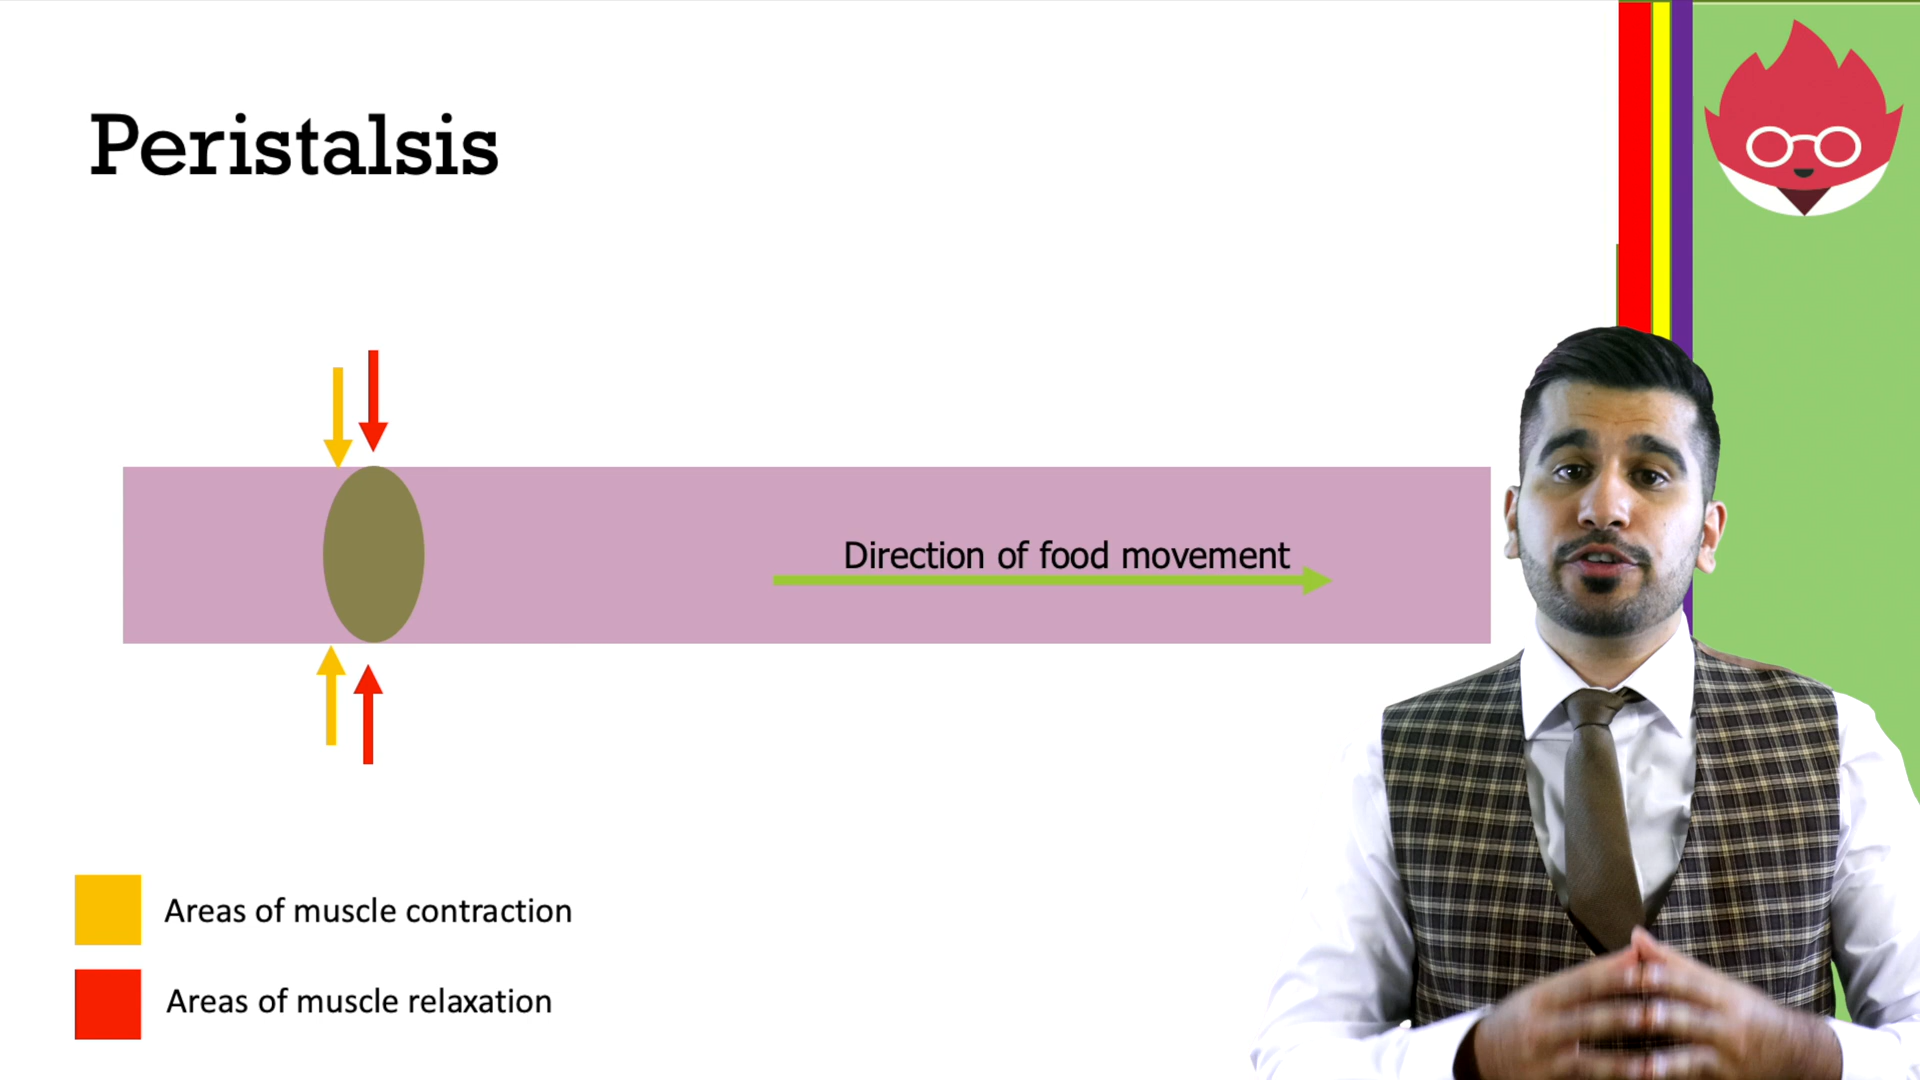 Peristalsis
Direction of food movement
Areas of muscle contraction
Areas of muscle relaxation